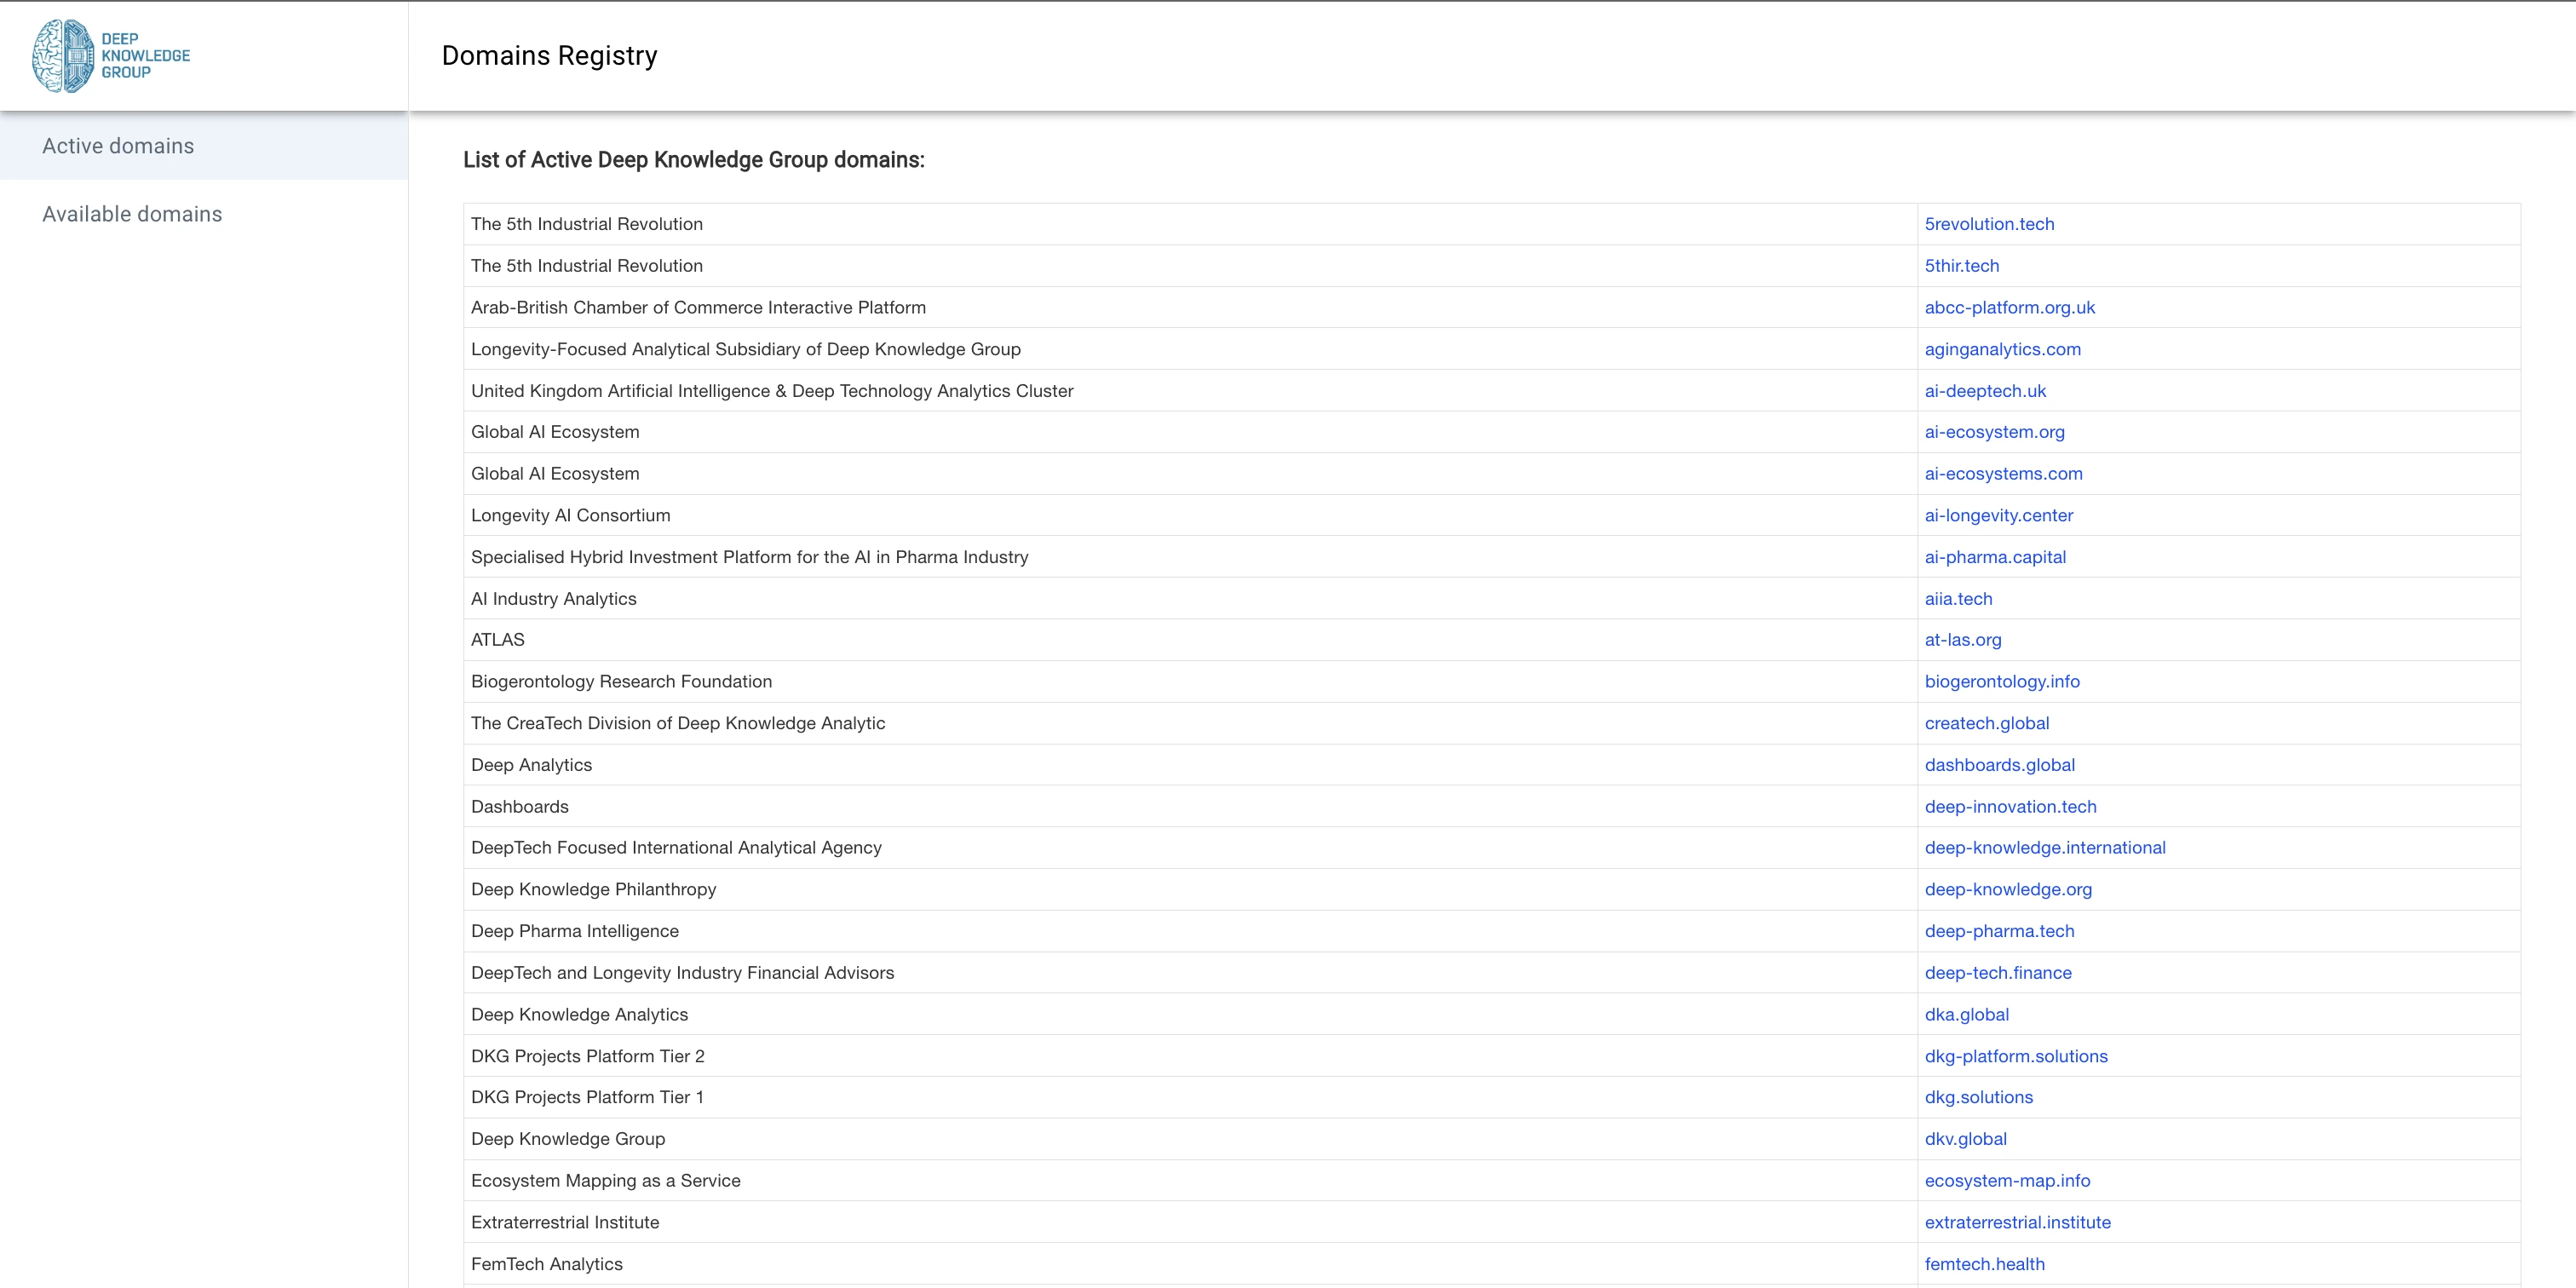 DEEP
KNOWLEDGE
GROUP
Domains Registry
Active domains
Available domains
List of Active Deep Knowledge Group domains:
The 5th Industrial Revolution 5revolution.tech
The 5th Industrial Revolution 5thir.tech
Arab-British Chamber of Commerce Interactive Platform abcc-platform.org.uk
Longevity-Focused Analytical Subsidiary of Deep Knowledge Group aginganalytics.com
United Kingdom Artificial Intelligence & Deep Technology Analytics Cluster ai-deeptech.uk
Global AI Ecosystem ai-ecosystem.org
Global AI Ecosystem ai-ecosystems.com
Longevity AI Consortium ai-longevity.center
Specialised Hybrid Investment Platform for the AI in Pharma Industry ai-pharma.capital
AI Industry Analytics aiia.tech
ATLAS at-las.org
Biogerontology Research Foundation biogerontology.info
The CreaTech Division of Deep Knowledge Analytic createch.global
Deep Analytics dashboards.global
Dashboards deep-innovation.tech
DeepTech Focused International Analytical Agency deep-knowledge.international
Deep Knowledge Philanthropy deep-knowledge.org
Deep Pharma Intelligence deep-pharma.tech
DeepTech and Longevity Industry Financial Advisors deep-tech.finance
Deep Knowledge Analytics dka.global
DKG Projects Platform Tier 2 dkg-platform.solutions
DKG Projects Platform Tier 1 dkg.solutions
Deep Knowledge Group dkv.global
Ecosystem Mapping as a Service ecosystem-map.info
Extraterrestrial Institute extraterrestrial.institute
FemTech Analytics femtech.health